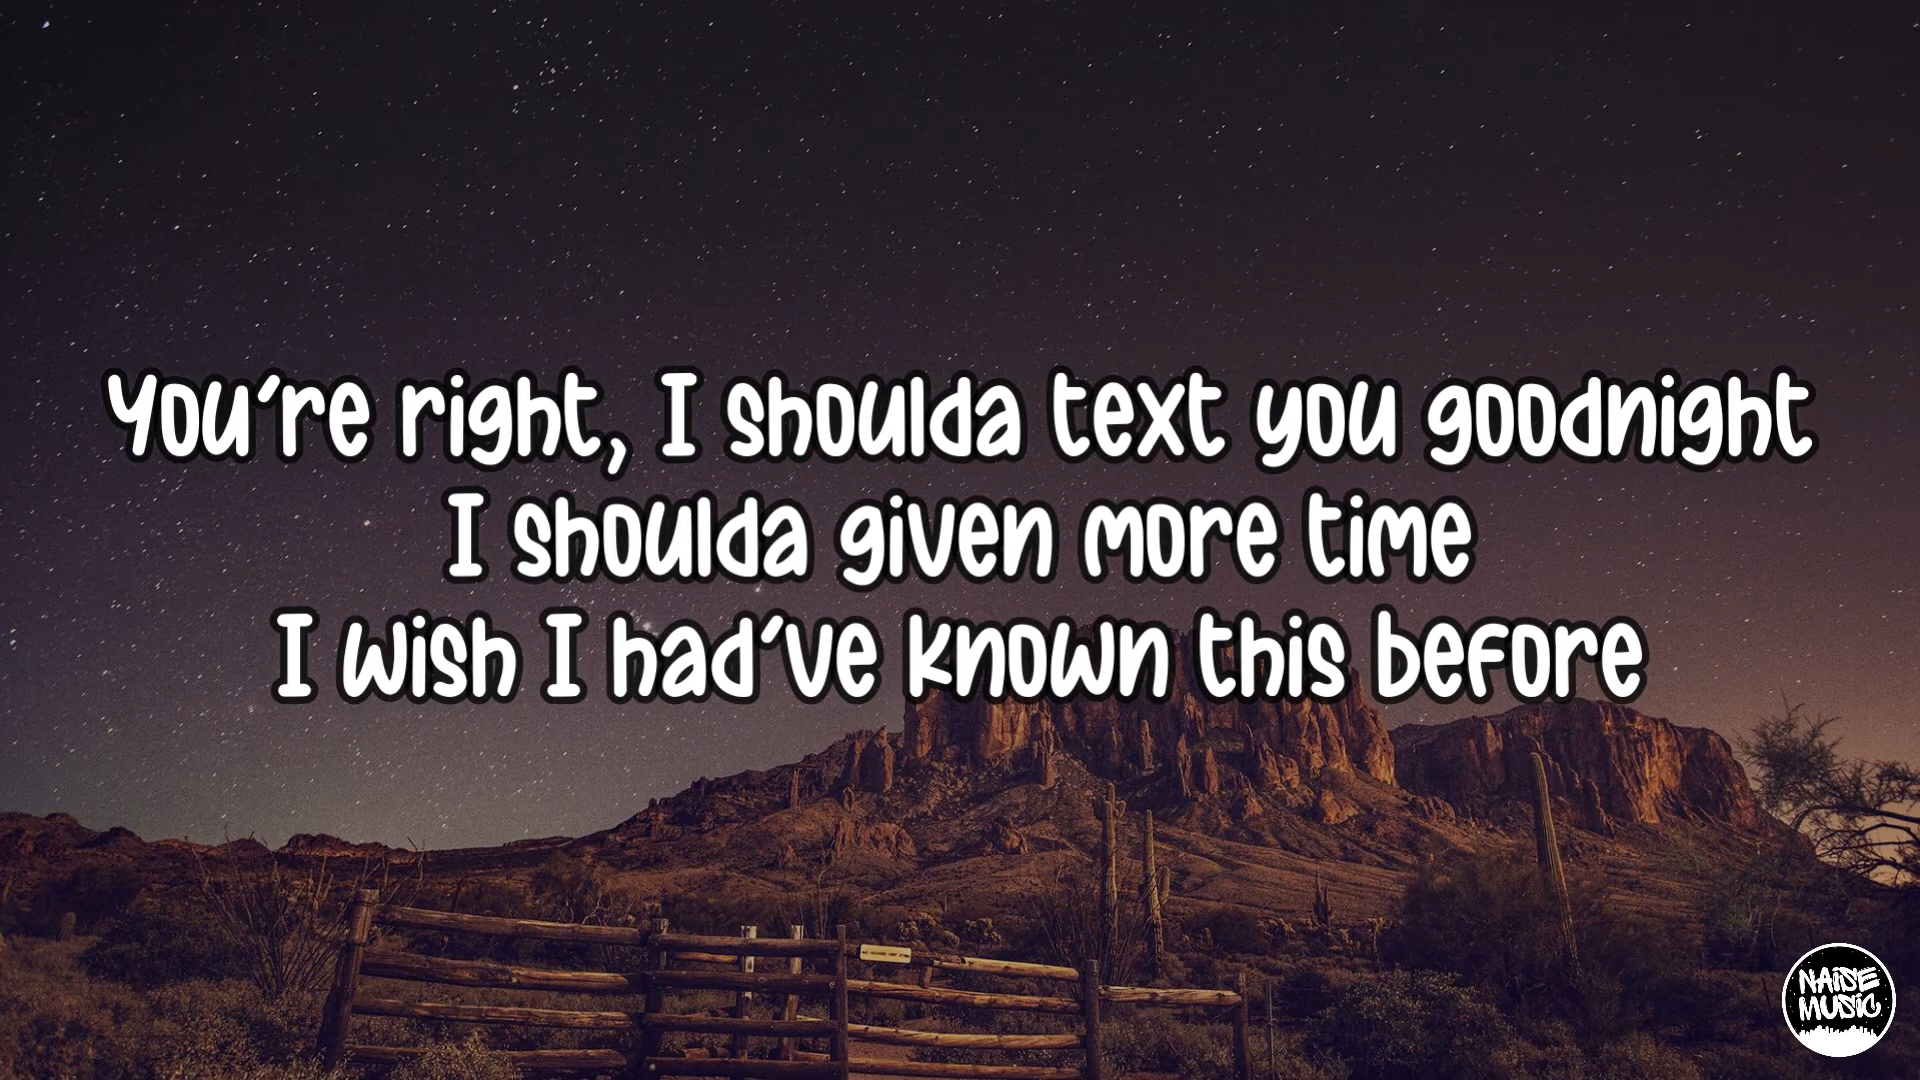 You're right, I shoulda text you goodnight
I shoulda given more time
I wish I had've known this before
NAISE
MUSIC